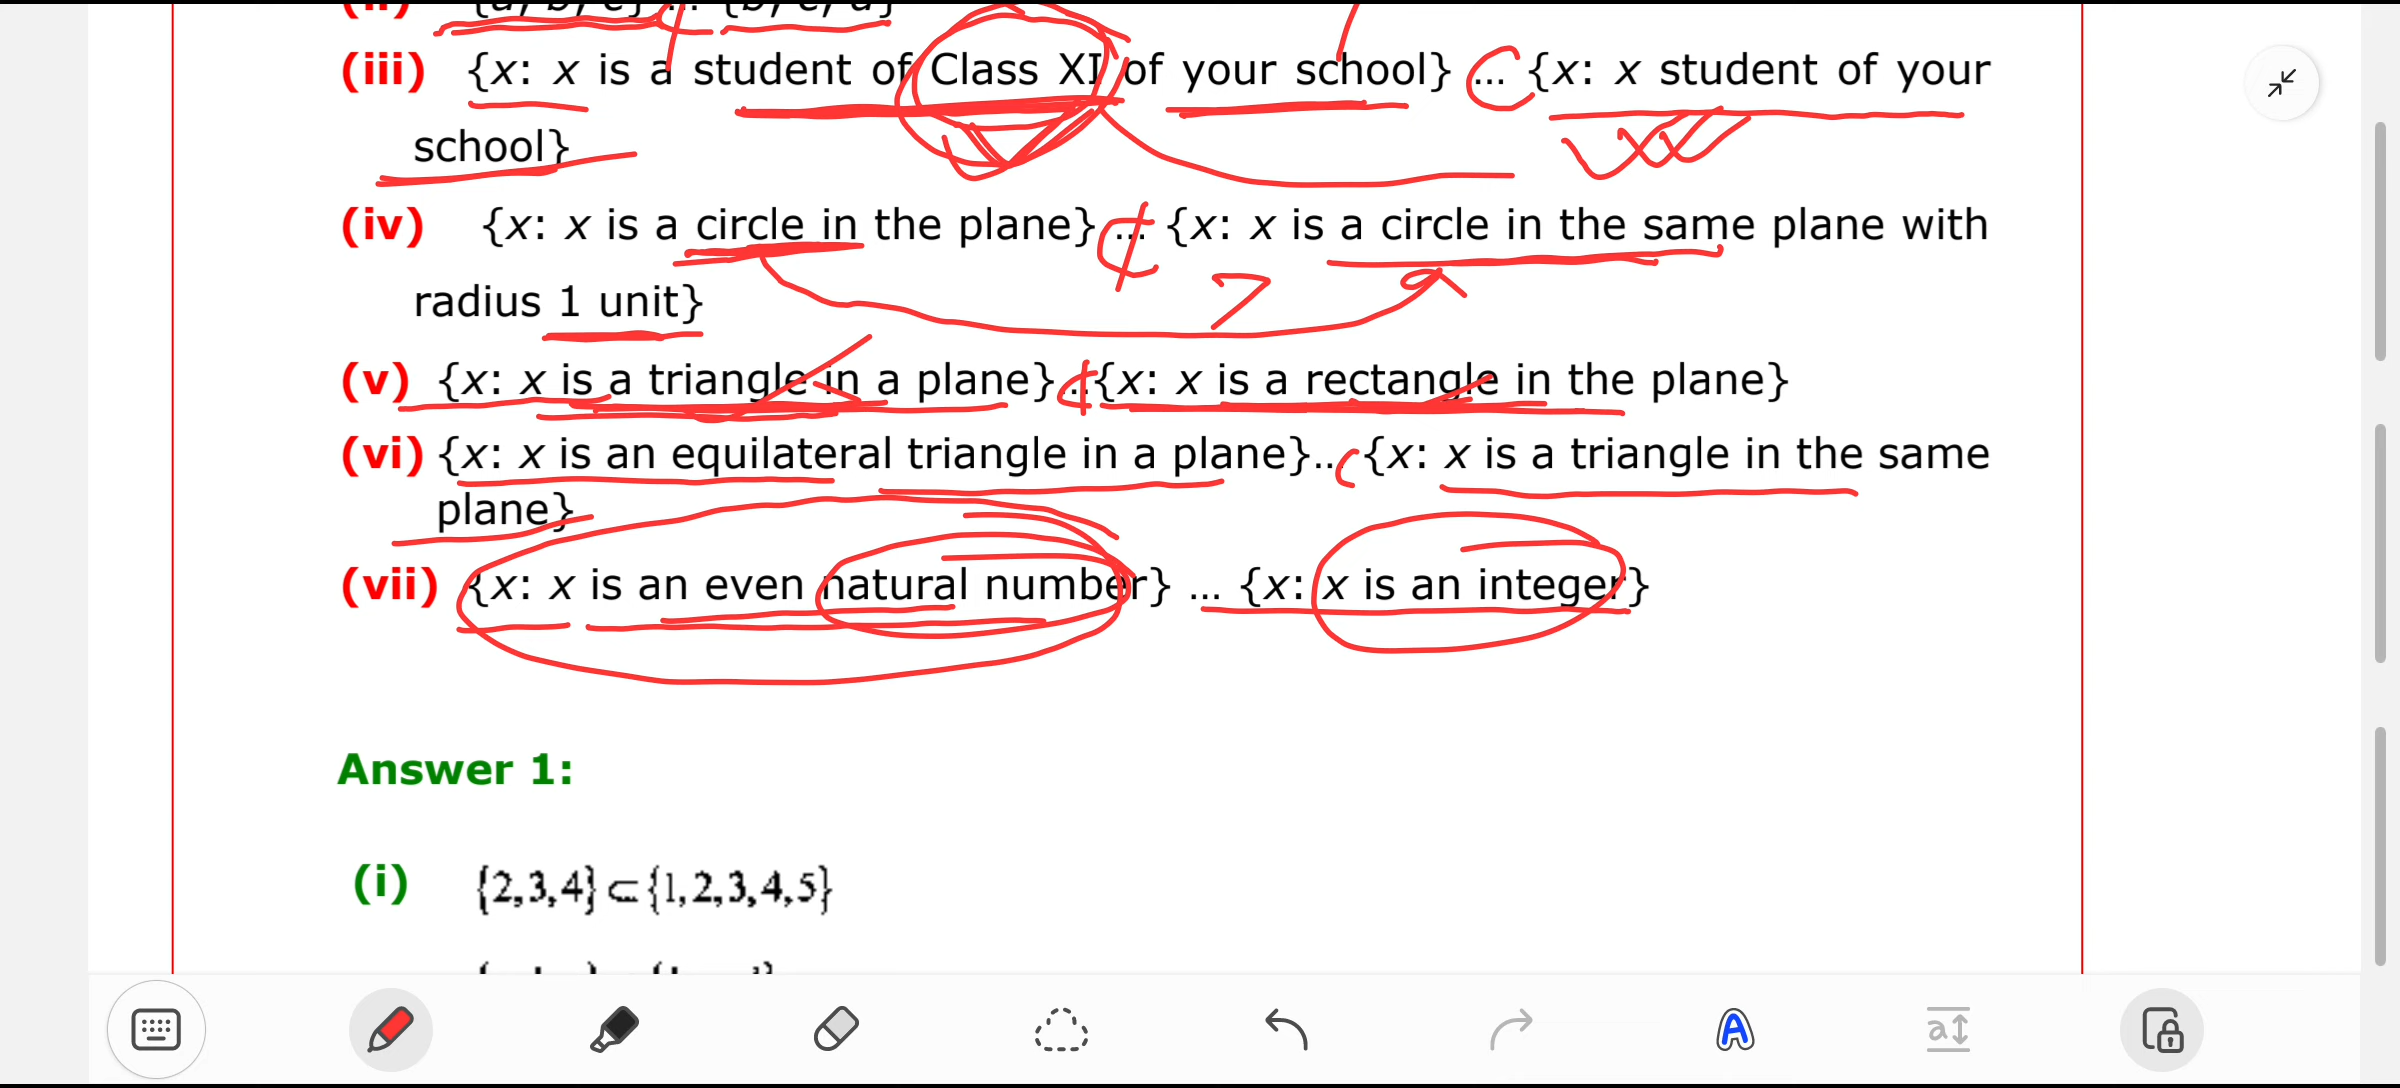 (ii) {a, b, c} ⊄ ... {b, c, d}
(iii) {x: x is a student of Class XI of your school} ⊂ ... {x: x student of your
school}
(iv) {x: x is a circle in the plane} ⊄ ... {x: x is a circle in the same plane with
radius 1 unit}
(v) {x: x is a triangle in a plane} ⊄ ... {x: x is a rectangle in the plane}
(vi) {x: x is an equilateral triangle in a plane}... ⊂ {x: x is a triangle in the same
plane}
(vii) {x: x is an even natural number} ... {x: x is an integer}
Answer 1:
(i) {2,3,4}⊂{1,2,3,4,5}
A
a